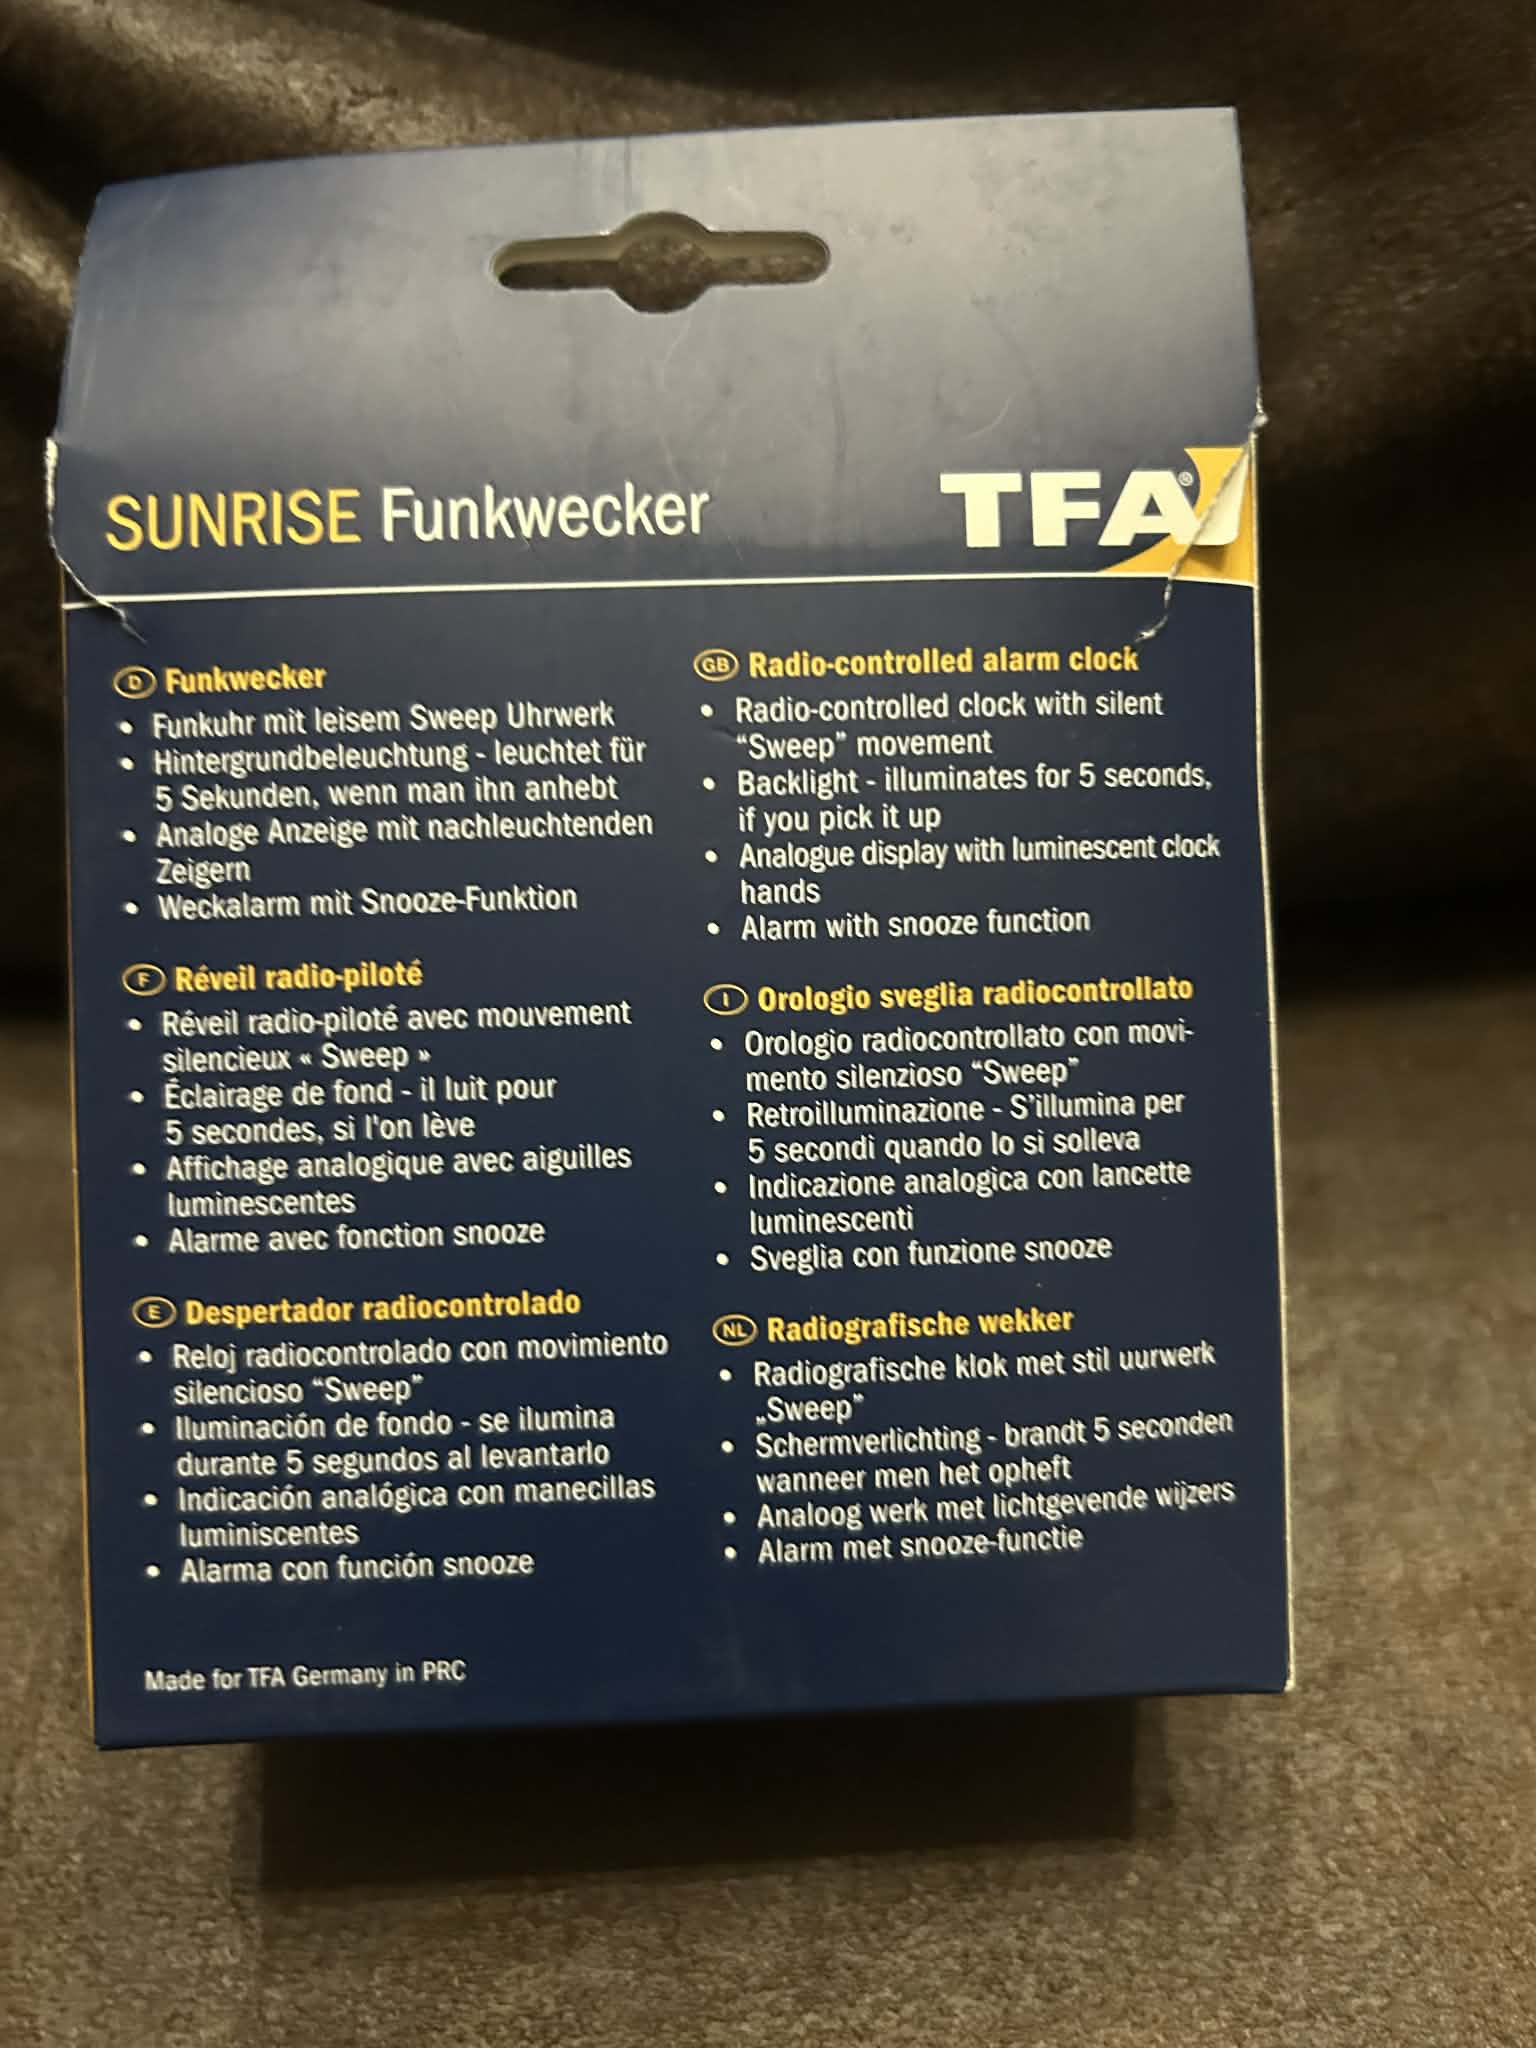 SUNRISE Funkwecker
TFA®
D Funkwecker
• Funkuhr mit leisem Sweep Uhrwerk
• Hintergrundbeleuchtung - leuchtet für
5 Sekunden, wenn man ihn anhebt
• Analoge Anzeige mit nachleuchtenden
Zeigern
• Weckalarm mit Snooze-Funktion
F Réveil radio-piloté
• Réveil radio-piloté avec mouvement
silencieux « Sweep »
• Éclairage de fond - il luit pour
5 secondes, si l'on lève
• Affichage analogique avec aiguilles
luminescentes
• Alarme avec fonction snooze
E Despertador radiocontrolado
• Reloj radiocontrolado con movimiento
silencioso “Sweep”
• Iluminación de fondo - se ilumina
durante 5 segundos al levantarlo
• Indicación analógica con manecillas
luminiscentes
• Alarma con función snooze
GB Radio-controlled alarm clock
• Radio-controlled clock with silent
“Sweep” movement
• Backlight - illuminates for 5 seconds,
if you pick it up
• Analogue display with luminescent clock
hands
• Alarm with snooze function
I Orologio sveglia radiocontrollato
• Orologio radiocontrollato con movi-
mento silenzioso “Sweep”
• Retroilluminazione - S'illumina per
5 secondi quando lo si solleva
• Indicazione analogica con lancette
luminescenti
• Sveglia con funzione snooze
NL Radiografische wekker
• Radiografische klok met stil uurwerk
„Sweep”
• Schermverlichting - brandt 5 seconden
wanneer men het opheft
• Analoog werk met lichtgevende wijzers
• Alarm met snooze-functie
Made for TFA Germany in PRC